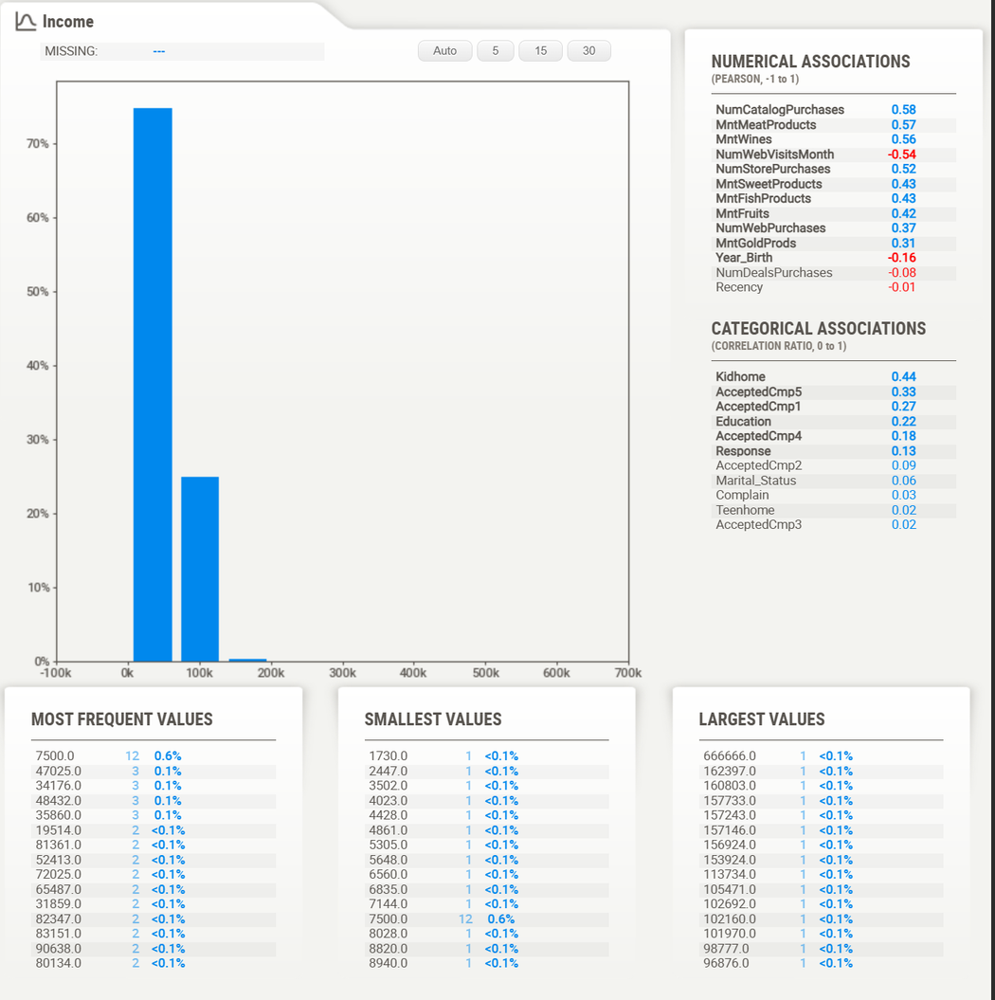 Income
MISSING: ---
Auto 5 15 30
70%
60%
50%
40%
30%
20%
10%
0%
-100k 0k 100k 200k 300k 400k 500k 600k 700k
NUMERICAL ASSOCIATIONS
(PEARSON, -1 to 1)
NumCatalogPurchases 0.58
MntMeatProducts 0.57
MntWines 0.56
NumWebVisitsMonth -0.54
NumStorePurchases 0.52
MntSweetProducts 0.43
MntFishProducts 0.43
MntFruits 0.42
NumWebPurchases 0.37
MntGoldProds 0.31
Year_Birth -0.16
NumDealsPurchases -0.08
Recency -0.01
CATEGORICAL ASSOCIATIONS
(CORRELATION RATIO, 0 to 1)
Kidhome 0.44
AcceptedCmp5 0.33
AcceptedCmp1 0.27
Education 0.22
AcceptedCmp4 0.18
Response 0.13
AcceptedCmp2 0.09
Marital_Status 0.06
Complain 0.03
Teenhome 0.02
AcceptedCmp3 0.02
MOST FREQUENT VALUES
7500.0 12 0.6%
47025.0 3 0.1%
34176.0 3 0.1%
48432.0 3 0.1%
35860.0 3 0.1%
19514.0 2 <0.1%
81361.0 2 <0.1%
52413.0 2 <0.1%
72025.0 2 <0.1%
65487.0 2 <0.1%
31859.0 2 <0.1%
82347.0 2 <0.1%
83151.0 2 <0.1%
90638.0 2 <0.1%
80134.0 2 <0.1%
SMALLEST VALUES
1730.0 1 <0.1%
2447.0 1 <0.1%
3502.0 1 <0.1%
4023.0 1 <0.1%
4428.0 1 <0.1%
4861.0 1 <0.1%
5305.0 1 <0.1%
5648.0 1 <0.1%
6560.0 1 <0.1%
6835.0 1 <0.1%
7144.0 1 <0.1%
7500.0 12 0.6%
8028.0 1 <0.1%
8820.0 1 <0.1%
8940.0 1 <0.1%
LARGEST VALUES
666666.0 1 <0.1%
162397.0 1 <0.1%
160803.0 1 <0.1%
157733.0 1 <0.1%
157243.0 1 <0.1%
157146.0 1 <0.1%
156924.0 1 <0.1%
153924.0 1 <0.1%
113734.0 1 <0.1%
105471.0 1 <0.1%
102692.0 1 <0.1%
102160.0 1 <0.1%
101970.0 1 <0.1%
98777.0 1 <0.1%
96876.0 1 <0.1%